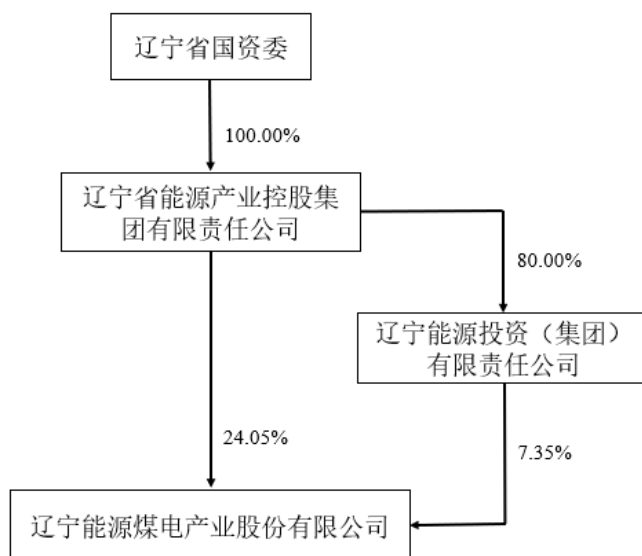 辽宁省国资委
100.00%
辽宁省能源产业控股集
团有限责任公司
80.00%
辽宁能源投资（集团）
有限责任公司
24.05%
7.35%
辽宁能源煤电产业股份有限公司